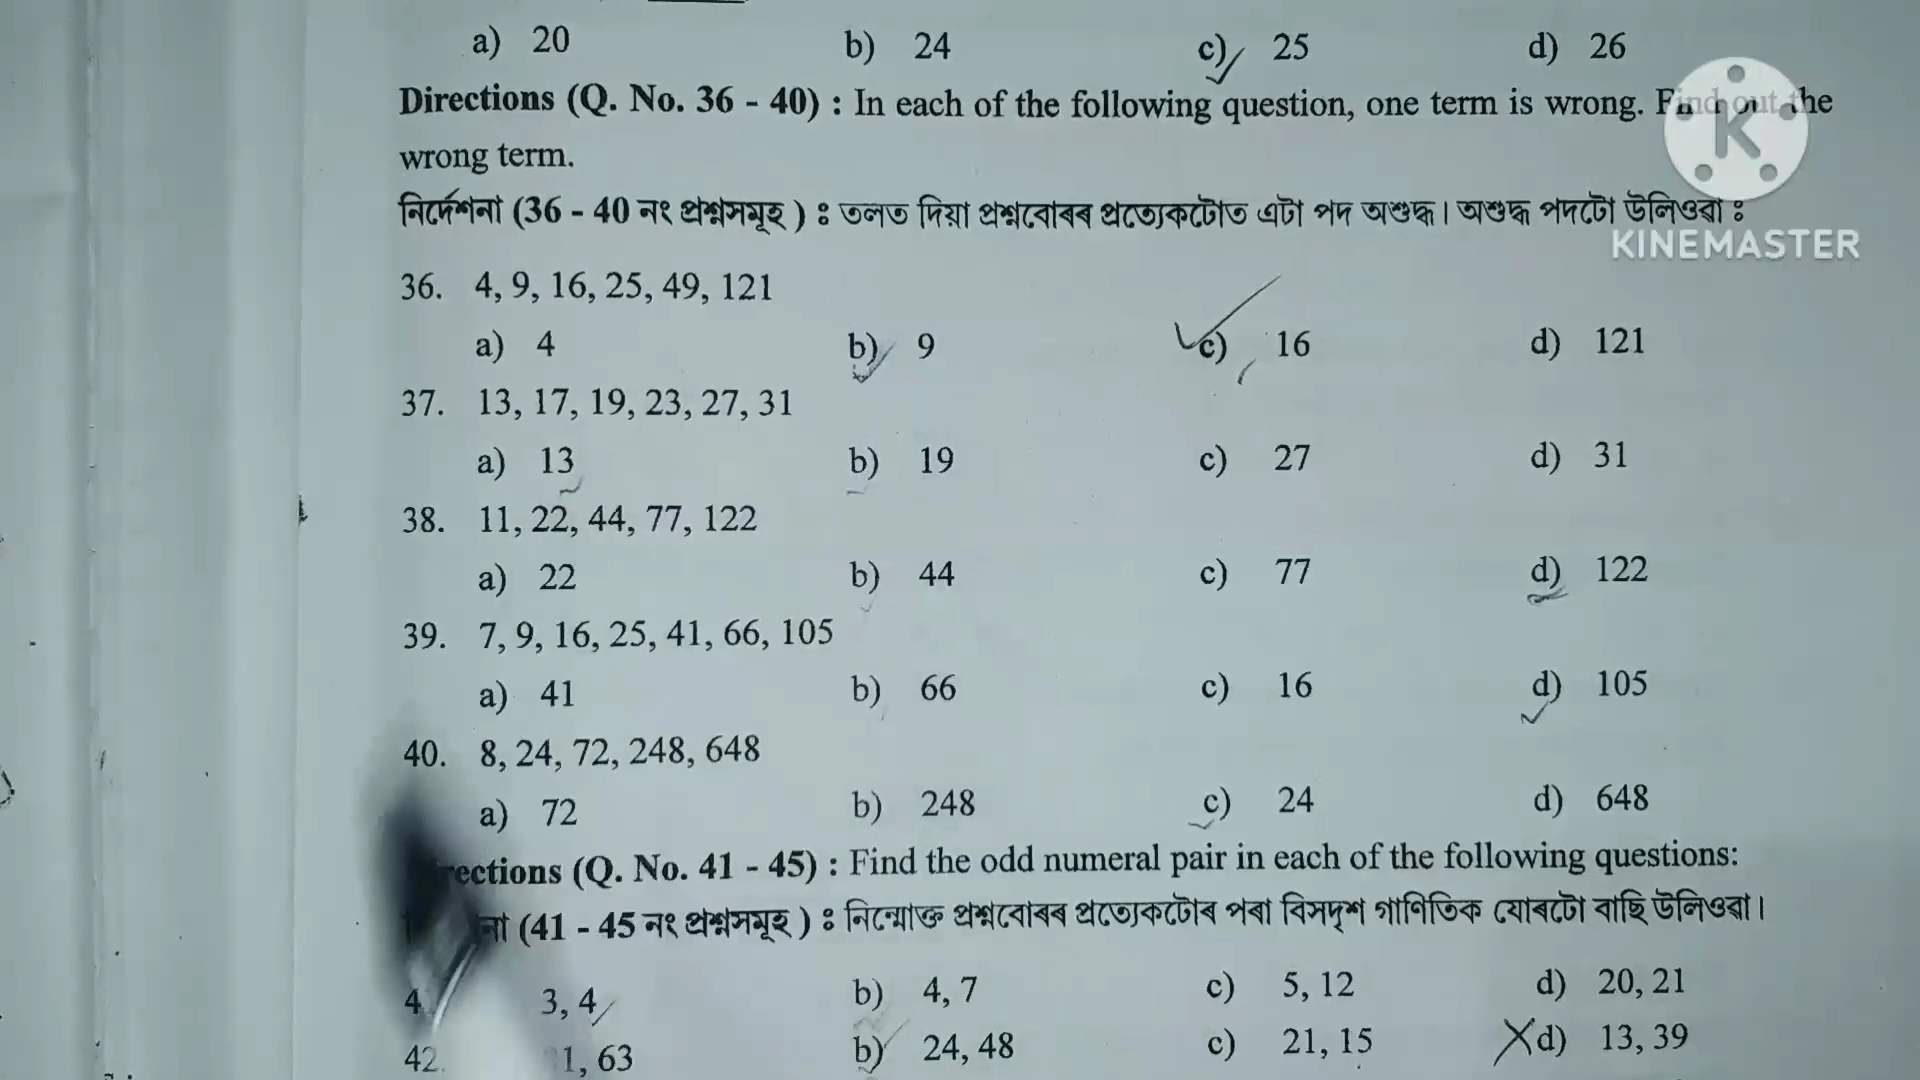 a) 20 b) 24 c) 25 d) 26
Directions (Q. No. 36 - 40) : In each of the following question, one term is wrong. Find out the
wrong term.
নিৰ্দেশনা (36 - 40 নং প্ৰশ্নসমূহ ) ঃ তলত দিয়া প্ৰশ্নবোৰৰ প্ৰত্যেকটোত এটা পদ অশুদ্ধ। অশুদ্ধ পদটো উলিওৱা ঃ
K
KINEMASTER
36. 4, 9, 16, 25, 49, 121
a) 4 b) 9 c) 16 d) 121
37. 13, 17, 19, 23, 27, 31
a) 13 b) 19 c) 27 d) 31
38. 11, 22, 44, 77, 122
a) 22 b) 44 c) 77 d) 122
39. 7, 9, 16, 25, 41, 66, 105
a) 41 b) 66 c) 16 d) 105
40. 8, 24, 72, 248, 648
a) 72 b) 248 c) 24 d) 648
(Q. No. 41 - 45) : Find the odd numeral pair in each of the following questions:
(41 - 45 নং প্ৰশ্নসমূহ ) ঃ নিম্নোক্ত প্ৰশ্নবোৰৰ প্ৰত্যেকটোৰ পৰা বিসদৃশ গাণিতিক যোৰটো বাছি উলিওৱা।
3, 4 b) 4, 7 c) 5, 12 d) 20, 21
42. 63 b) 24, 48 c) 21, 15 d) 13, 39